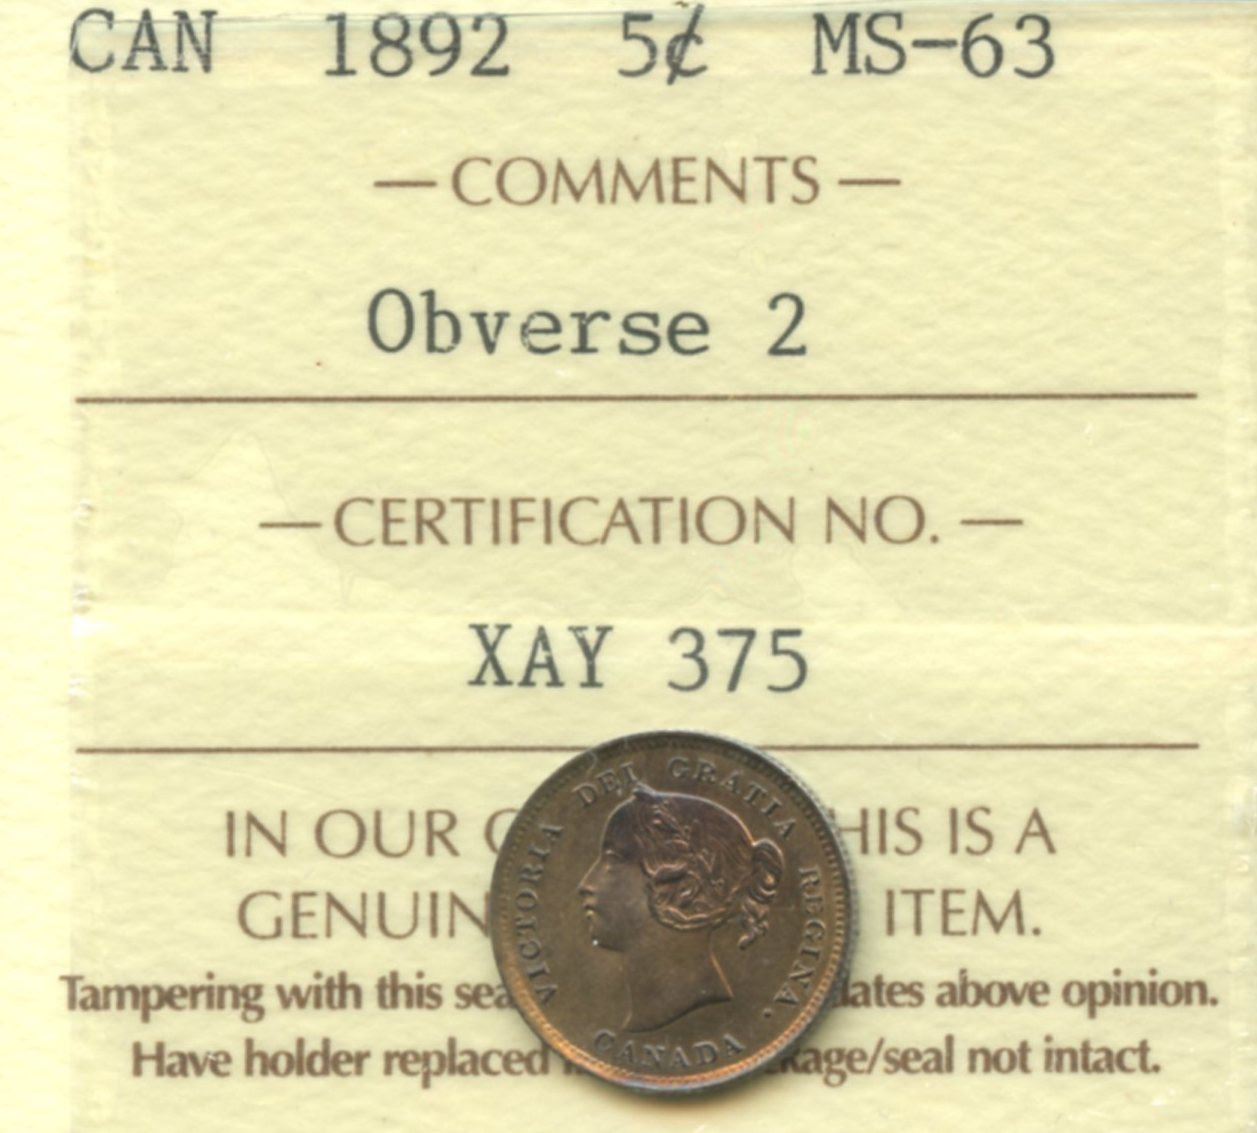 CAN 1892 5¢ MS-63
— COMMENTS —
Obverse 2
— CERTIFICATION NO. —
XAY 375
IN OUR HIS IS A
GENUIN ITEM.
Tampering with this sea lates above opinion.
Have holder replaced kage/seal not intact.
VICTORIA DEI GRATIA REGINA.
CANADA